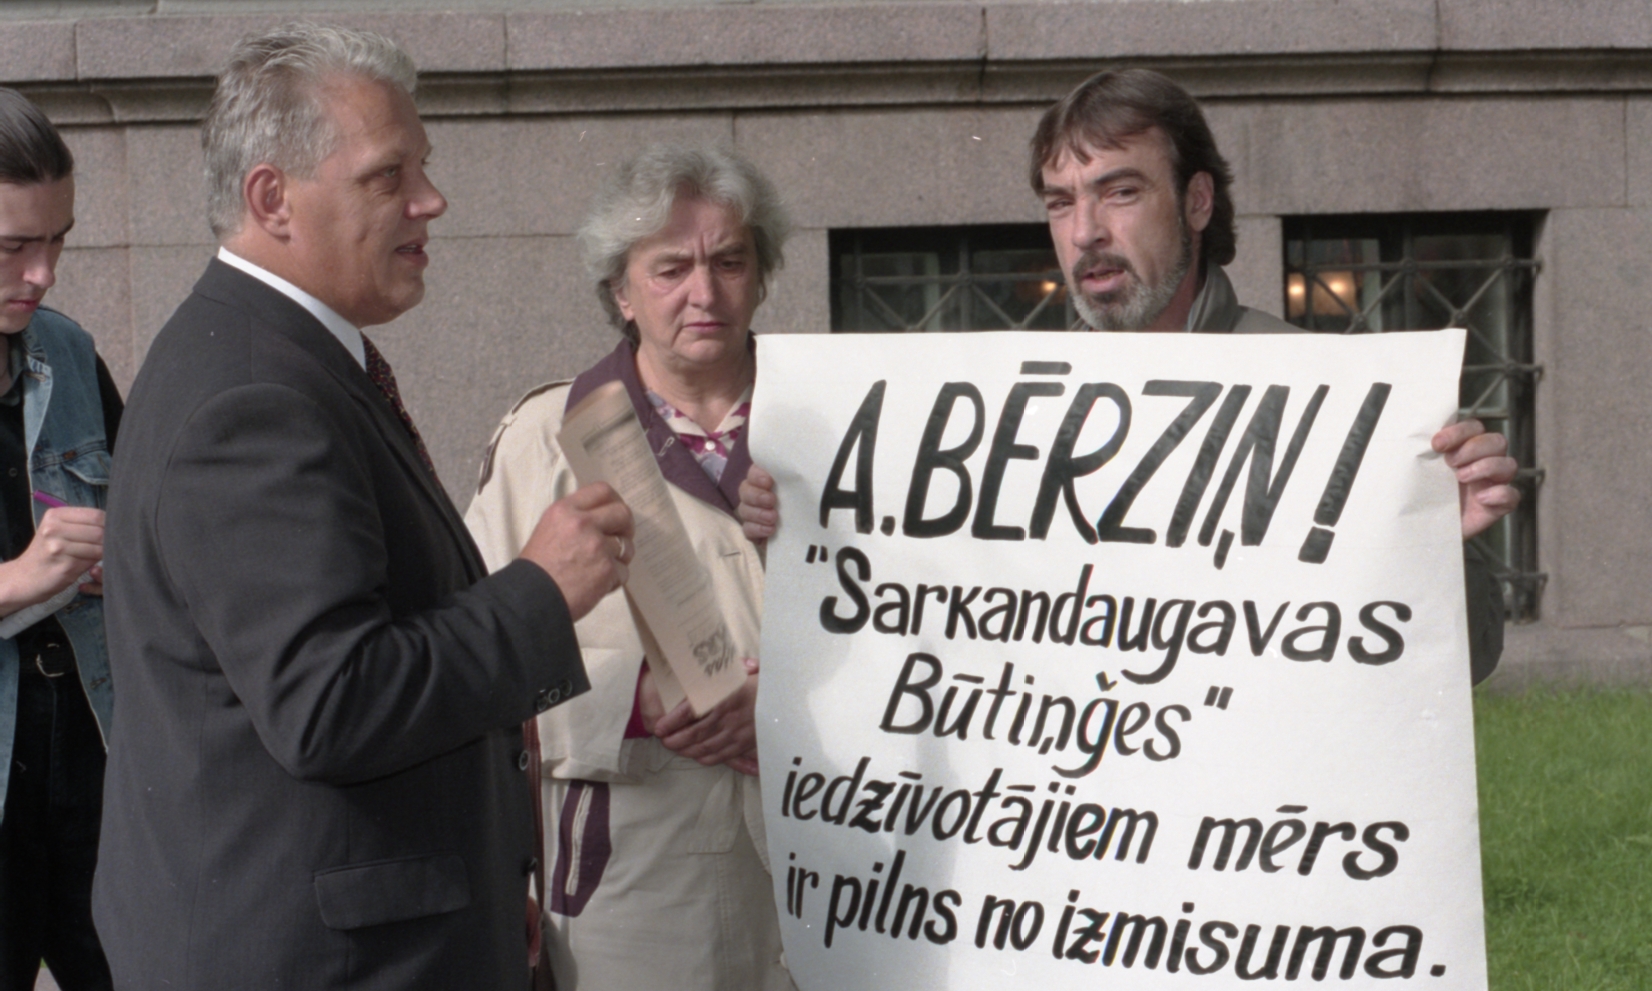 A.BĒRZIŅ!
"Sarkandaugavas
Būtiņģes"
iedzīvotājiem mērs
ir pilns no izmisuma.